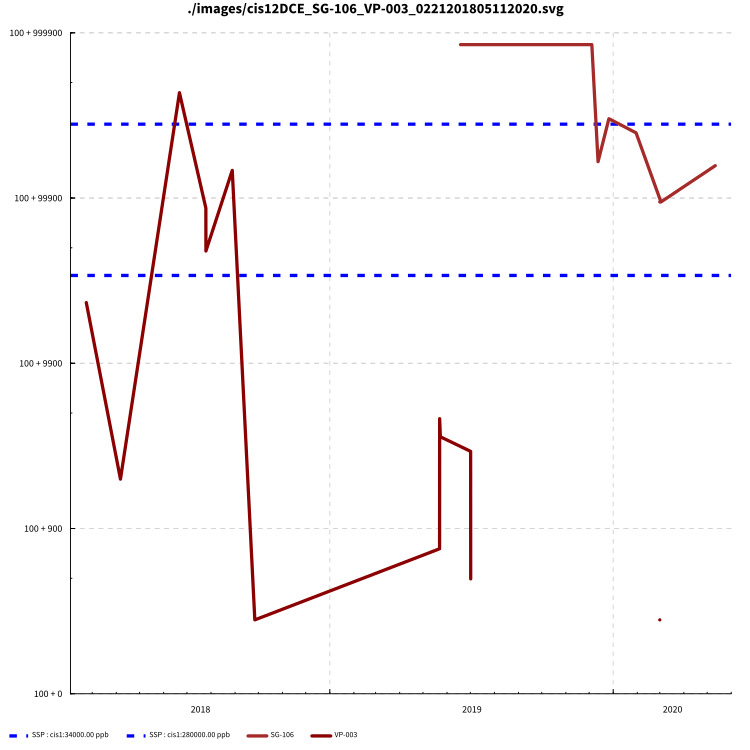 ./images/cis12DCE_SG-106_VP-003_0221201805112020.svg
100 + 999900
100 + 99900
100 + 9900
100 + 900
100 + 0
2018 2019 2020
SSP : cis1:34000.00 ppb SSP : cis1:280000.00 ppb SG-106 VP-003